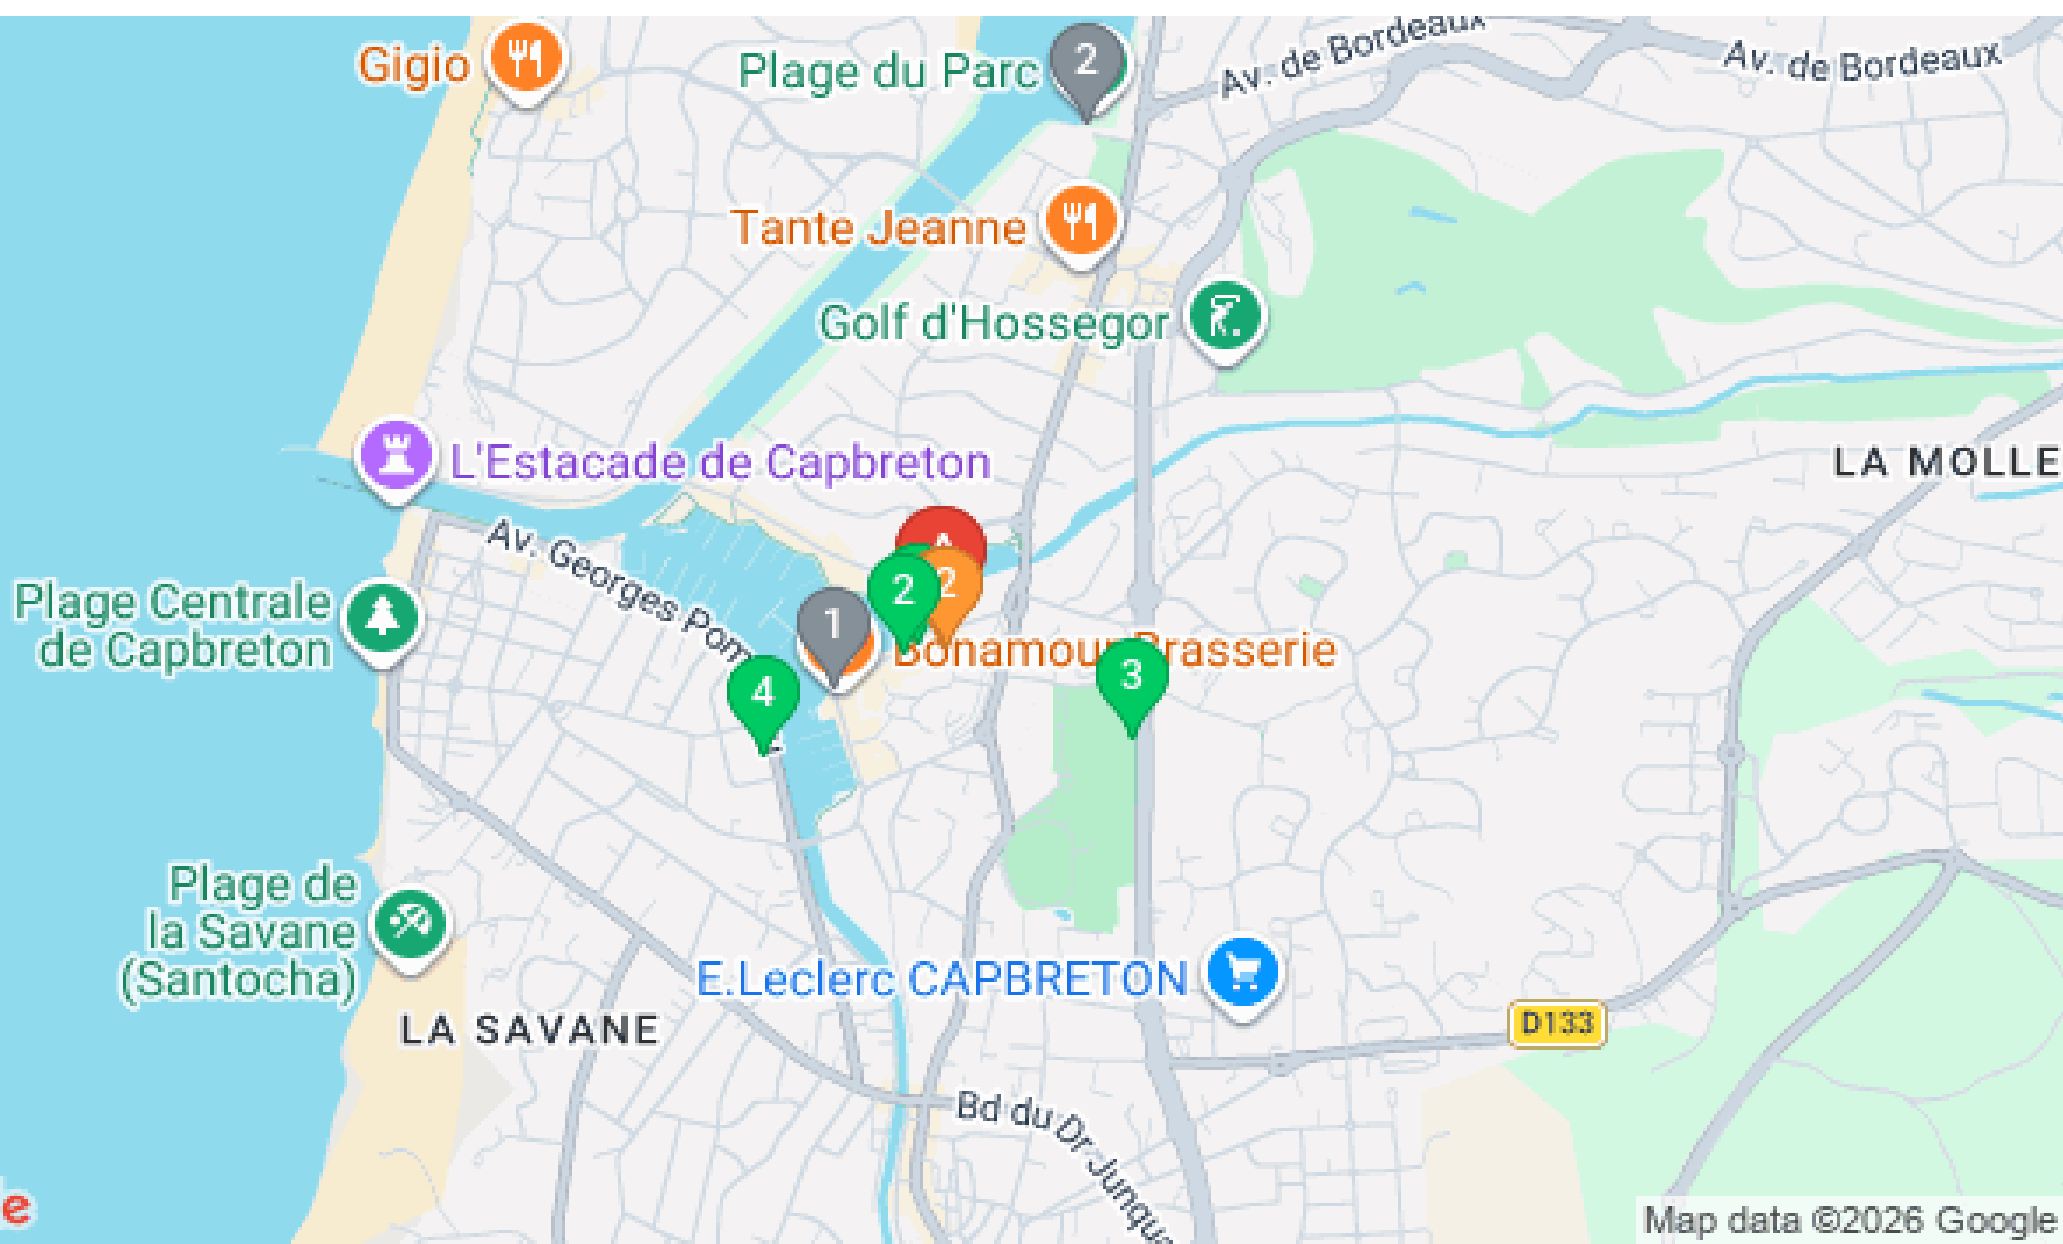 Gigio
Plage du Parc
2
Av. de Bordeaux
Av. de Bordeaux
Tante Jeanne
Golf d'Hossegor
L'Estacade de Capbreton
LA MOLLE
Av. Georges Pom
Plage Centrale
de Capbreton
2
2
1
Bonamour Brasserie
3
4
Plage de
la Savane
(Santocha)
E.Leclerc CAPBRETON
LA SAVANE
D133
Bd du Dr Junqua
e
Map data ©2026 Google